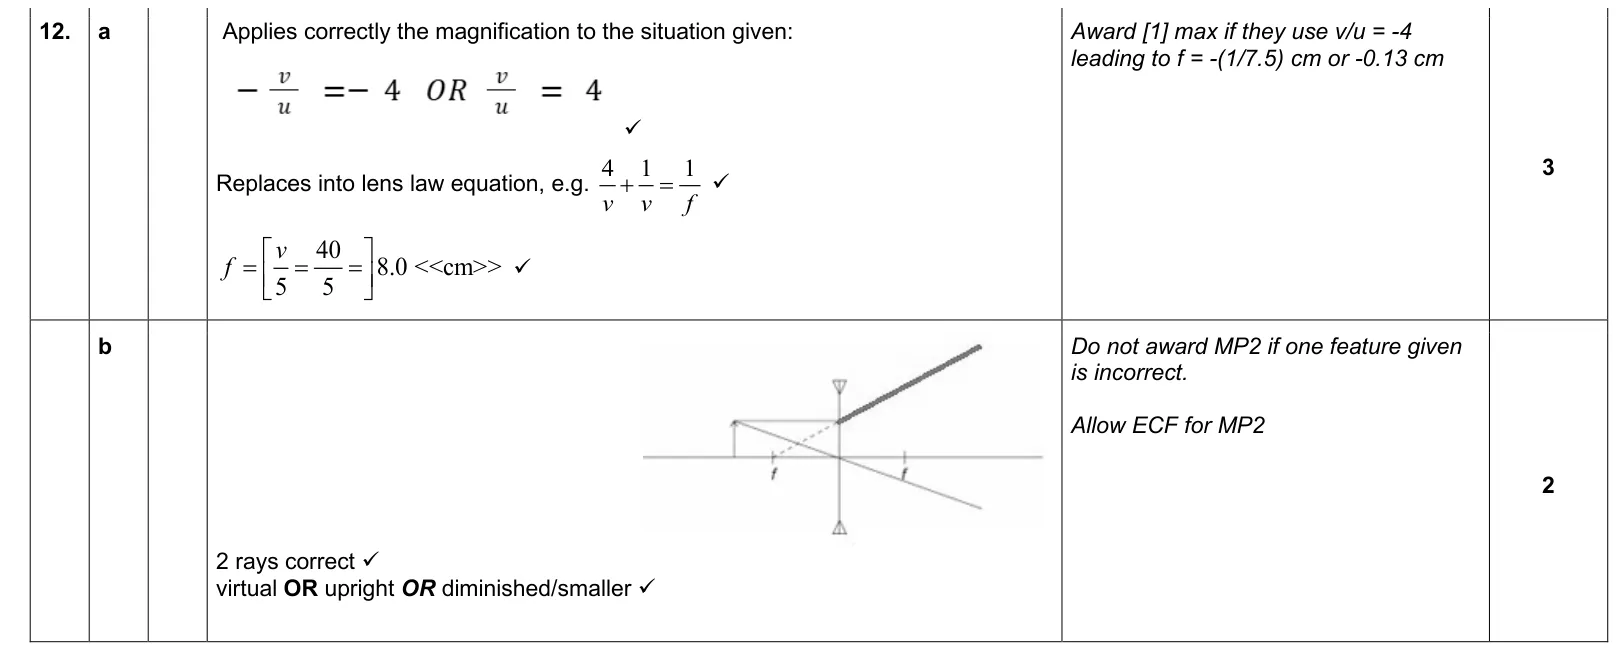 12. a Applies correctly the magnification to the situation given: Award [1] max if they use v/u = -4
leading to f = -(1/7.5) cm or -0.13 cm
− v/u =− 4 OR v/u = 4
✓
3
Replaces into lens law equation, e.g. 4/v + 1/v = 1/f ✓
f = [v/5 = 40/5 =] 8.0 <<cm>> ✓
b Do not award MP2 if one feature given
is incorrect.
Allow ECF for MP2
f f
2
2 rays correct ✓
virtual OR upright OR diminished/smaller ✓